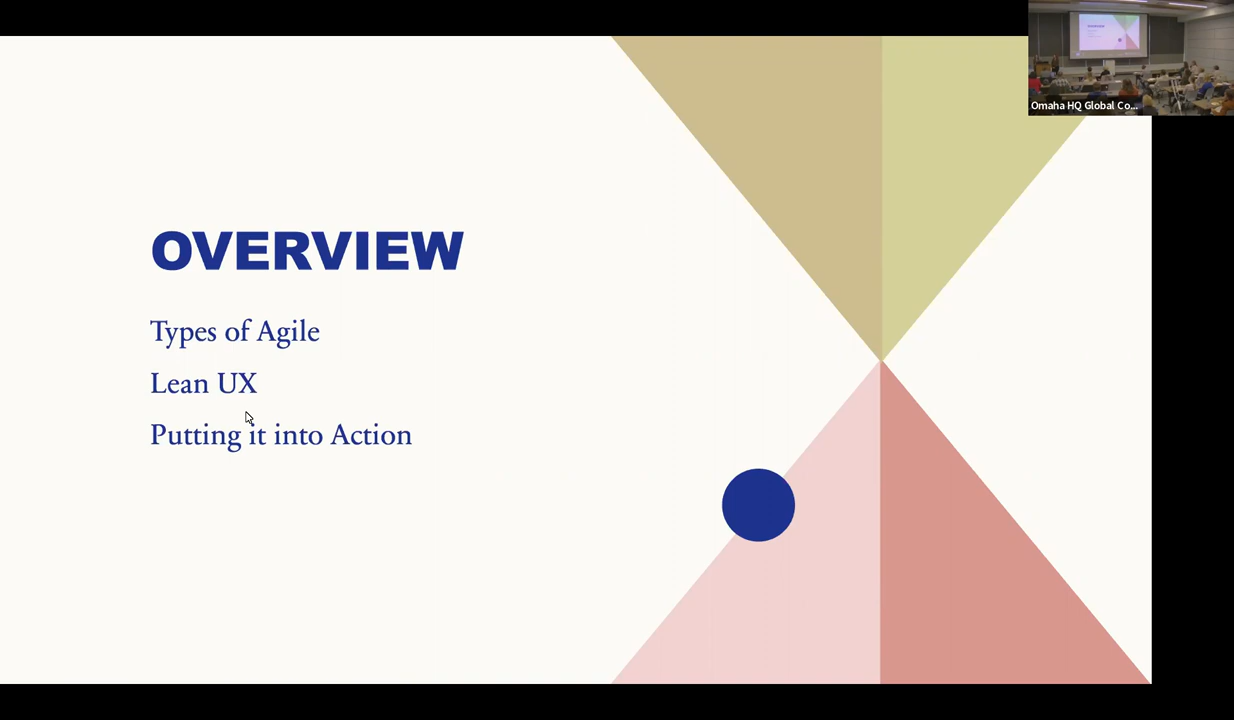 OVERVIEW
Types of Agile
Lean UX
Putting it into Action
Omaha HQ Global Co...